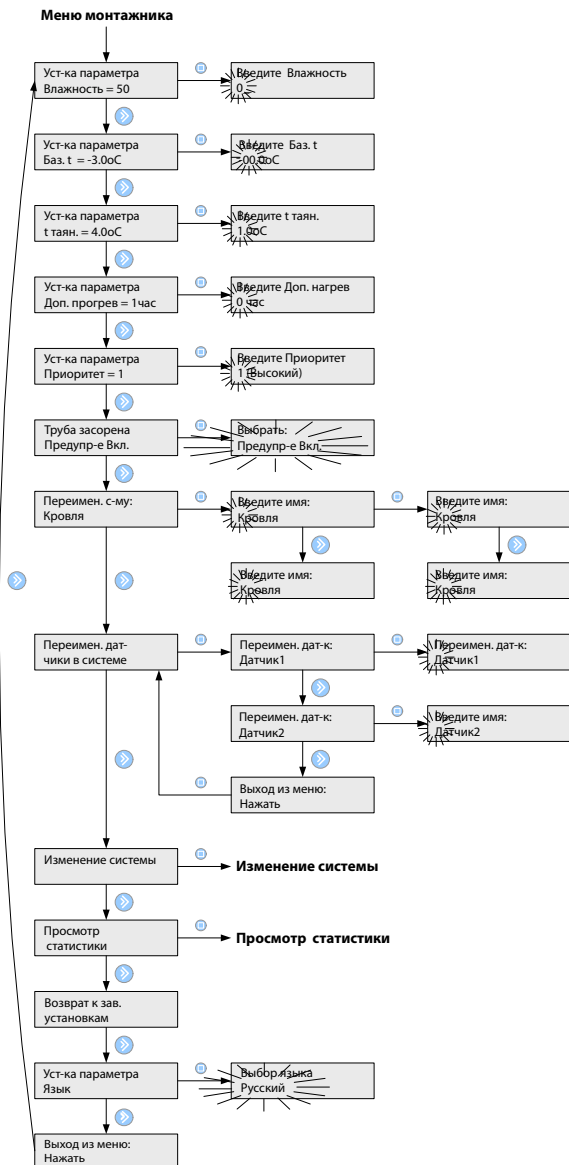 Меню монтажника
Уст-ка параметра
Влажность = 50
Введите Влажность
0
Уст-ка параметра
Баз. t = -3.0oC
Введите Баз. t
-00.0oC
Уст-ка параметра
t таян. = 4.0oC
Введите t таян.
1.0oC
Уст-ка параметра
Доп. прогрев = 1час
Введите Доп. нагрев
0 час
Уст-ка параметра
Приоритет = 1
Введите Приоритет
1 (Высокий)
Труба засорена
Предупр-е Вкл.
Выбрать:
Предупр-е Вкл.
Переимен. с-му:
Кровля
Введите имя:
Кровля
Введите имя:
Кровля
Введите имя:
Кровля
Введите имя:
Кровля
Переимен. дат-
чики в системе
Переимен. дат-к:
Датчик1
Переимен. дат-к:
Датчик1
Переимен. дат-к:
Датчик2
Введите имя:
Датчик2
Выход из меню:
Нажать
Изменение системы
Изменение системы
Просмотр
статистики
Просмотр статистики
Возврат к зав.
установкам
Уст-ка параметра
Язык
Выбор языка
Русский
Выход из меню:
Нажать